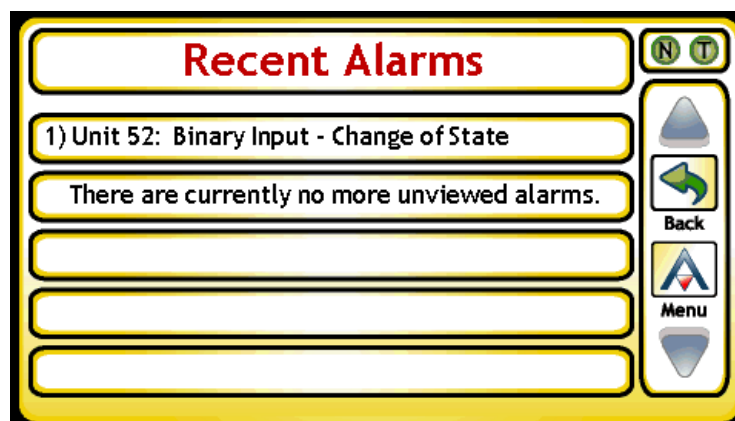 Recent Alarms
N T
1) Unit 52: Binary Input - Change of State
There are currently no more unviewed alarms.
Back
Menu